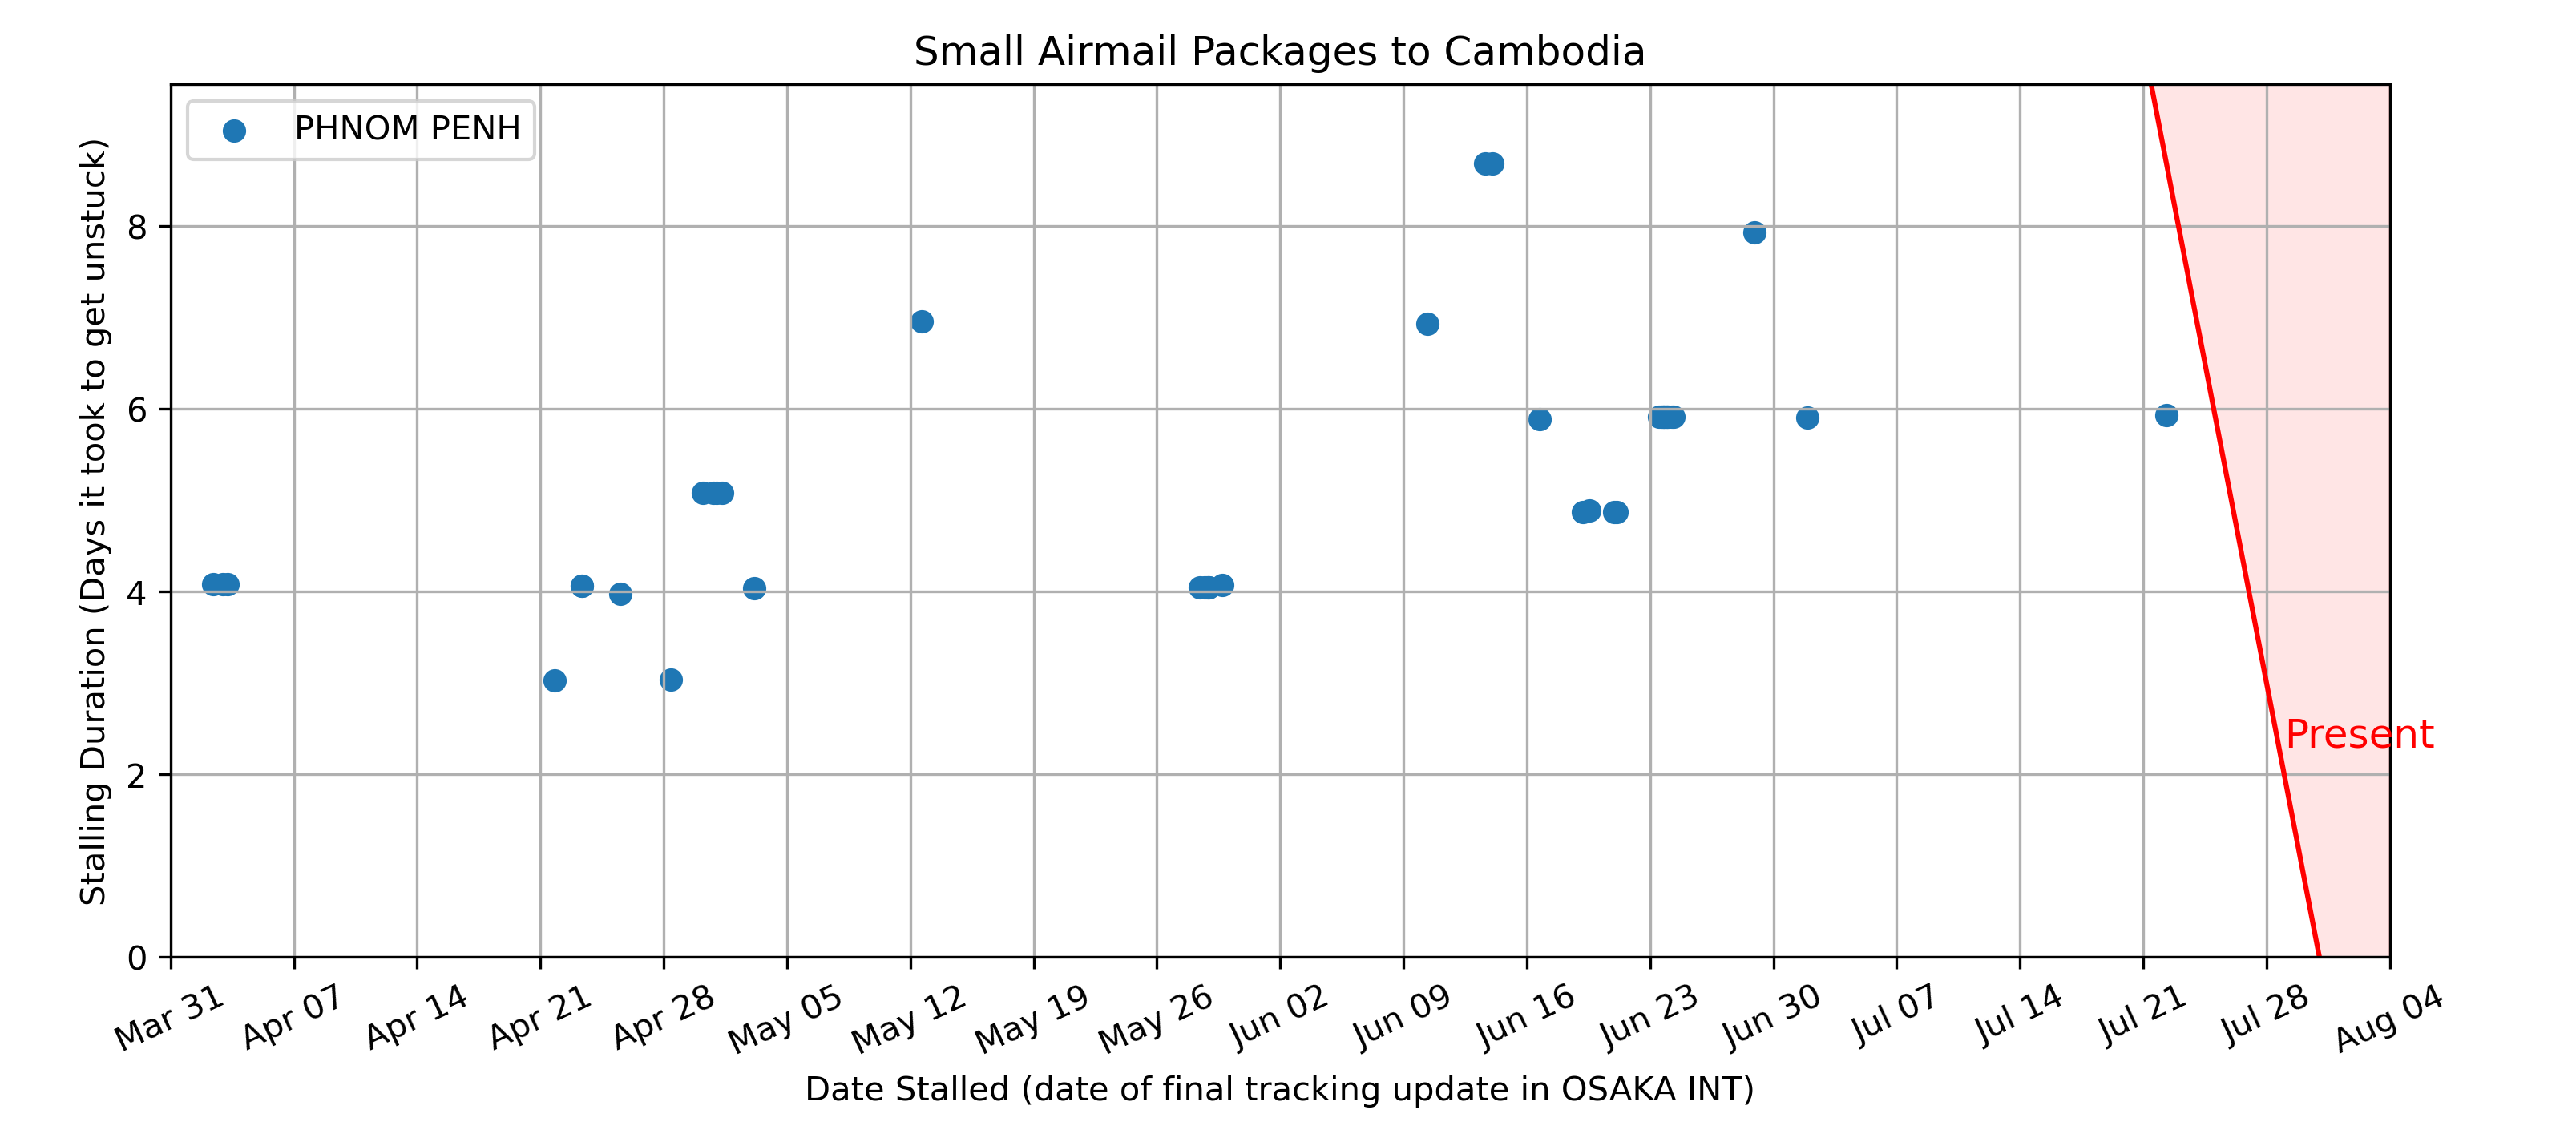 Small Airmail Packages to Cambodia
PHNOM PENH
Stalling Duration (Days it took to get unstuck)
8
6
4
2
0
Present
Mar 31
Apr 07
Apr 14
Apr 21
Apr 28
May 05
May 12
May 19
May 26
Jun 02
Jun 09
Jun 16
Jun 23
Jun 30
Jul 07
Jul 14
Jul 21
Jul 28
Aug 04
Date Stalled (date of final tracking update in OSAKA INT)